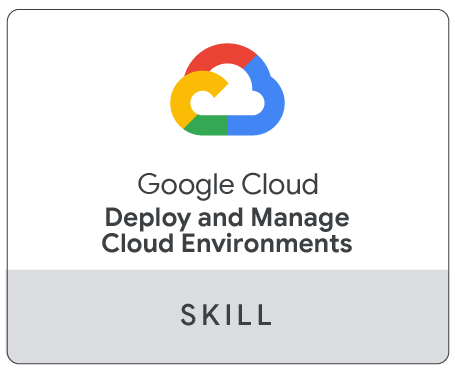 Google Cloud
Deploy and Manage
Cloud Environments
SKILL